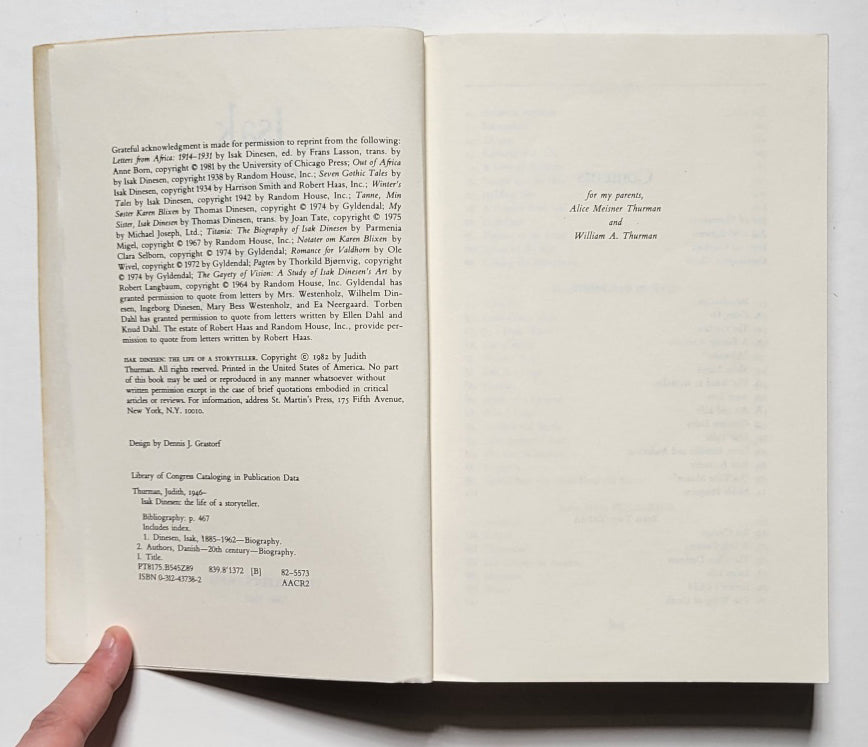 Grateful acknowledgment is made for permission to reprint from the following:
Letters from Africa: 1914–1931 by Isak Dinesen, ed. by Frans Lasson, trans. by
Anne Born, copyright © 1981 by the University of Chicago Press; Out of Africa
by Isak Dinesen, copyright 1938 by Random House, Inc.; Seven Gothic Tales by
Isak Dinesen, copyright 1934 by Harrison Smith and Robert Haas, Inc.; Winter's
Tales by Isak Dinesen, copyright 1942 by Random House, Inc.; Tanne, Min
Søster Karen Blixen by Thomas Dinesen, copyright © 1974 by Gyldendal; My
Sister, Isak Dinesen by Thomas Dinesen, trans. by Joan Tate, copyright © 1975
by Michael Joseph, Ltd.; Titania: The Biography of Isak Dinesen by Parmenia
Migel, copyright © 1967 by Random House, Inc.; Notater om Karen Blixen by
Clara Selborn, copyright © 1974 by Gyldendal; Romance for Valdhorn by Ole
Wivel, copyright © 1972 by Gyldendal; Pagten by Thorkild Bjørnvig, copyright
© 1974 by Gyldendal; The Gayety of Vision: A Study of Isak Dinesen's Art by
Robert Langbaum, copyright © 1964 by Random House, Inc. Gyldendal has
granted permission to quote from letters by Mrs. Westenholz, Wilhelm Din-
esen, Ingeborg Dinesen, Mary Bess Westenholz, and Ea Neergaard. Torben
Dahl has granted permission to quote from letters written by Ellen Dahl and
Knud Dahl. The estate of Robert Haas and Random House, Inc., provide per-
mission to quote from letters written by Robert Haas.
ISAK DINESEN: THE LIFE OF A STORYTELLER. Copyright © 1982 by Judith
Thurman. All rights reserved. Printed in the United States of America. No part
of this book may be used or reproduced in any manner whatsoever without
written permission except in the case of brief quotations embodied in critical
articles or reviews. For information, address St. Martin's Press, 175 Fifth Avenue,
New York, N.Y. 10010.
Design by Dennis J. Grastorf
Library of Congress Cataloging in Publication Data
Thurman, Judith, 1946–
Isak Dinesen: the life of a storyteller.
Bibliography: p. 467
Includes index.
1. Dinesen, Isak, 1885–1962—Biography.
2. Authors, Danish—20th century—Biography.
I. Title.
PT8175.B545Z89 839.8'1372 [B] 82-5573
ISBN 0-312-43738-2 AACR2
for my parents,
Alice Meisner Thurman
and
William A. Thurman